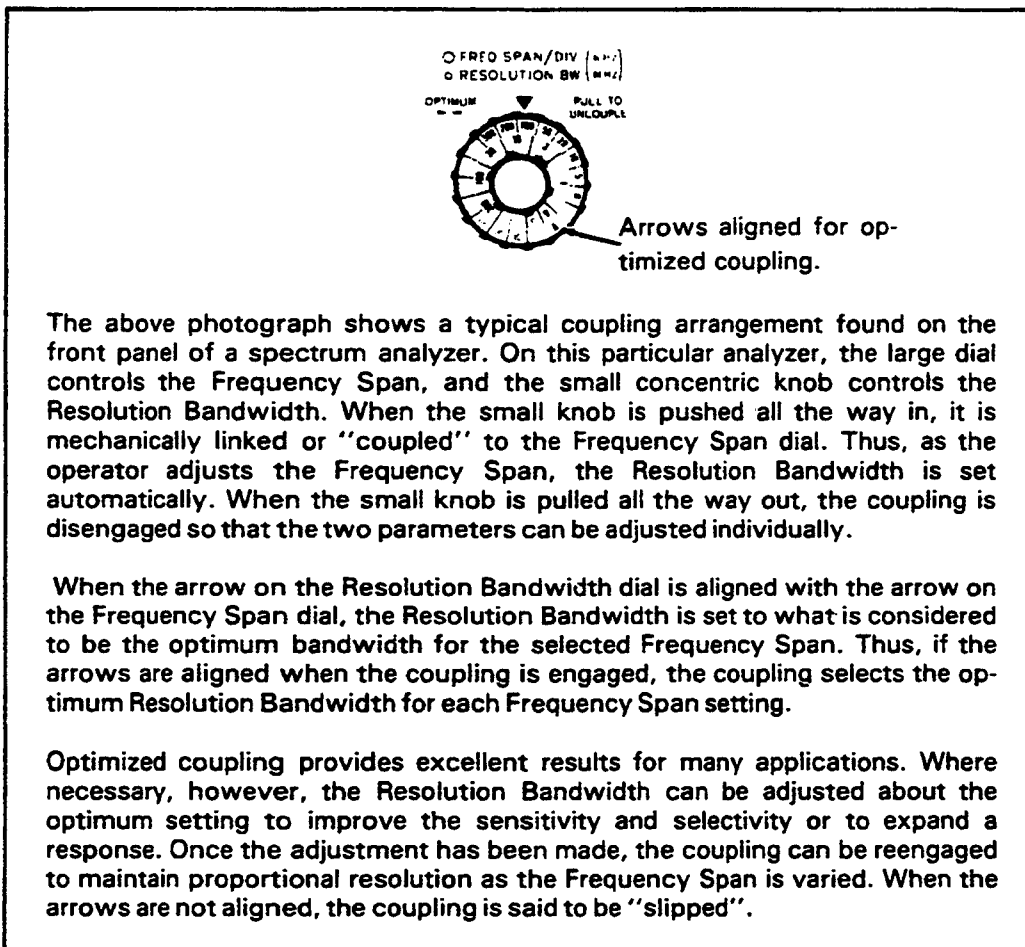 FREQ SPAN/DIV
RESOLUTION BW
OPTIMUM
PULL TO
UNCOUPLE
Arrows aligned for op-
timized coupling.
The above photograph shows a typical coupling arrangement found on the
front panel of a spectrum analyzer. On this particular analyzer, the large dial
controls the Frequency Span, and the small concentric knob controls the
Resolution Bandwidth. When the small knob is pushed all the way in, it is
mechanically linked or "coupled" to the Frequency Span dial. Thus, as the
operator adjusts the Frequency Span, the Resolution Bandwidth is set
automatically. When the small knob is pulled all the way out, the coupling is
disengaged so that the two parameters can be adjusted individually.
When the arrow on the Resolution Bandwidth dial is aligned with the arrow on
the Frequency Span dial, the Resolution Bandwidth is set to what is considered
to be the optimum bandwidth for the selected Frequency Span. Thus, if the
arrows are aligned when the coupling is engaged, the coupling selects the op-
timum Resolution Bandwidth for each Frequency Span setting.
Optimized coupling provides excellent results for many applications. Where
necessary, however, the Resolution Bandwidth can be adjusted about the
optimum setting to improve the sensitivity and selectivity or to expand a
response. Once the adjustment has been made, the coupling can be reengaged
to maintain proportional resolution as the Frequency Span is varied. When the
arrows are not aligned, the coupling is said to be "slipped".